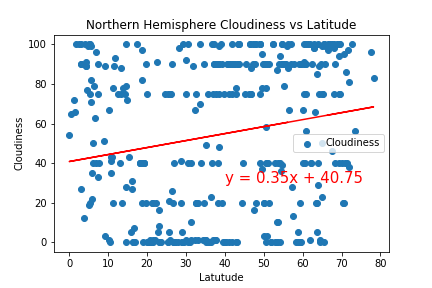 Northern Hemisphere Cloudiness vs Latitude
100
80
60
40
20
0
Cloudiness
Cloudiness
y = 0.35x + 40.75
0 10 20 30 40 50 60 70 80
Latutude